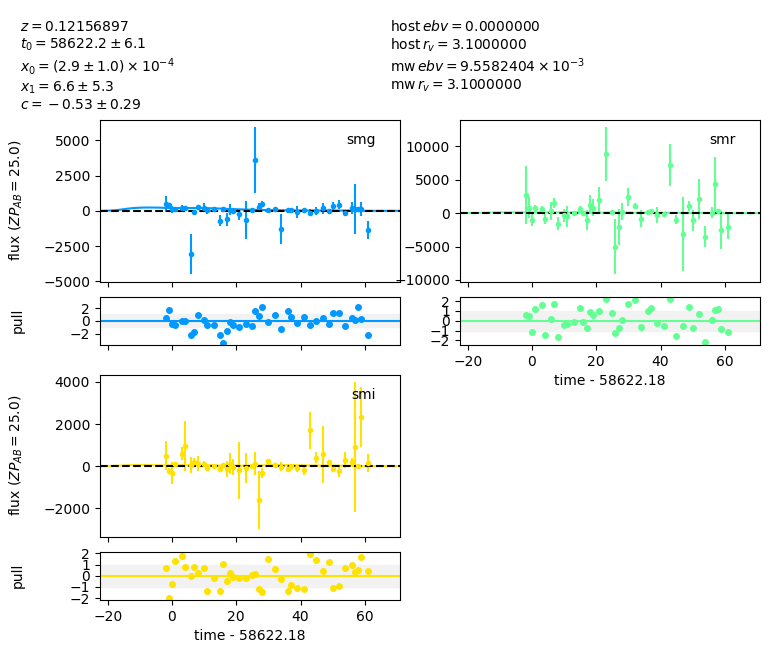 z = 0.12156897
t₀ = 58622.2 ± 6.1
x₀ = (2.9 ± 1.0) × 10⁻⁴
x₁ = 6.6 ± 5.3
c = −0.53 ± 0.29
host ebv = 0.0000000
host r_v = 3.1000000
mw ebv = 9.5582404 × 10⁻³
mw r_v = 3.1000000
smg
flux (ZP_AB = 25.0)
5000
2500
0
−2500
−5000
pull
2
0
−2
smr
10000
5000
0
−5000
−10000
2
1
0
−1
−2
−20 0 20 40 60
time - 58622.18
smi
flux (ZP_AB = 25.0)
4000
2000
0
−2000
pull
2
1
0
−1
−2
−20 0 20 40 60
time - 58622.18